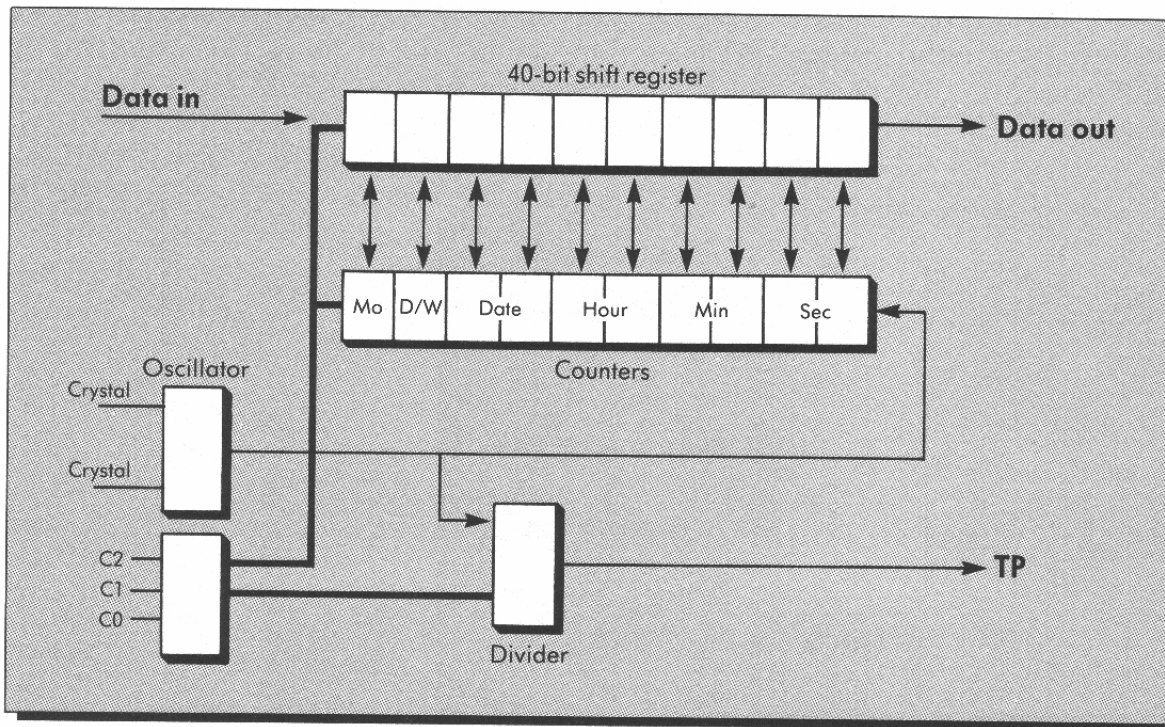 40-bit shift register
Data in
Data out
Mo D/W Date Hour Min Sec
Counters
Oscillator
Crystal
Crystal
C2
C1
C0
TP
Divider